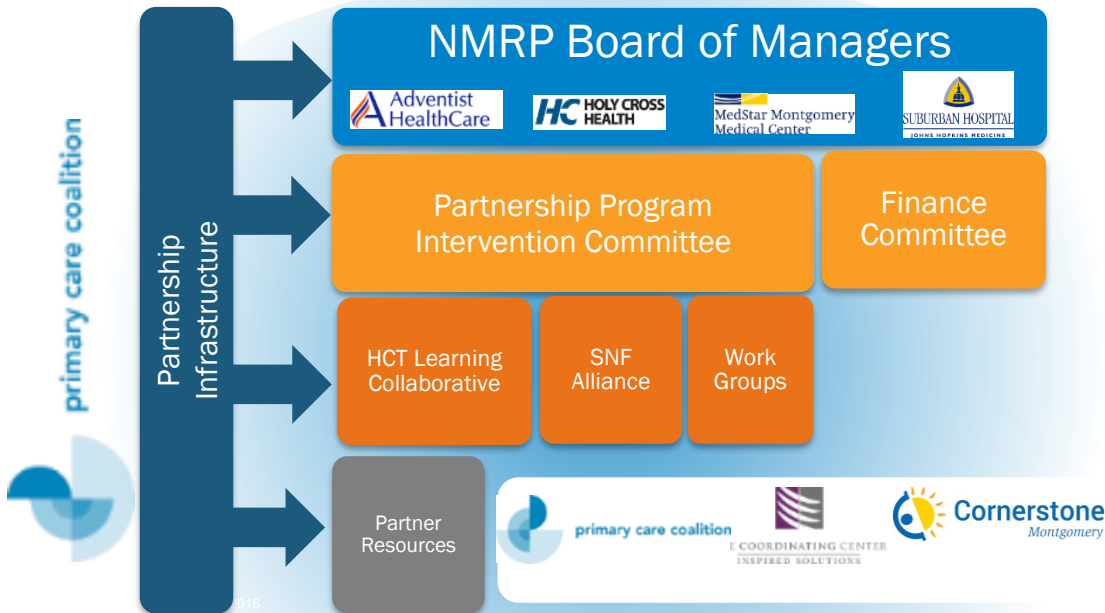 primary care coalition
Partnership
Infrastructure
NMRP Board of Managers
Adventist
HealthCare
HC HOLY CROSS
HEALTH
MedStar Montgomery
Medical Center
SUBURBAN HOSPITAL
JOHNS HOPKINS MEDICINE
Partnership Program
Intervention Committee
Finance
Committee
HCT Learning
Collaborative
SNF
Alliance
Work
Groups
Partner
Resources
primary care coalition
E COORDINATING CENTER
INSPIRED SOLUTIONS
Cornerstone
Montgomery